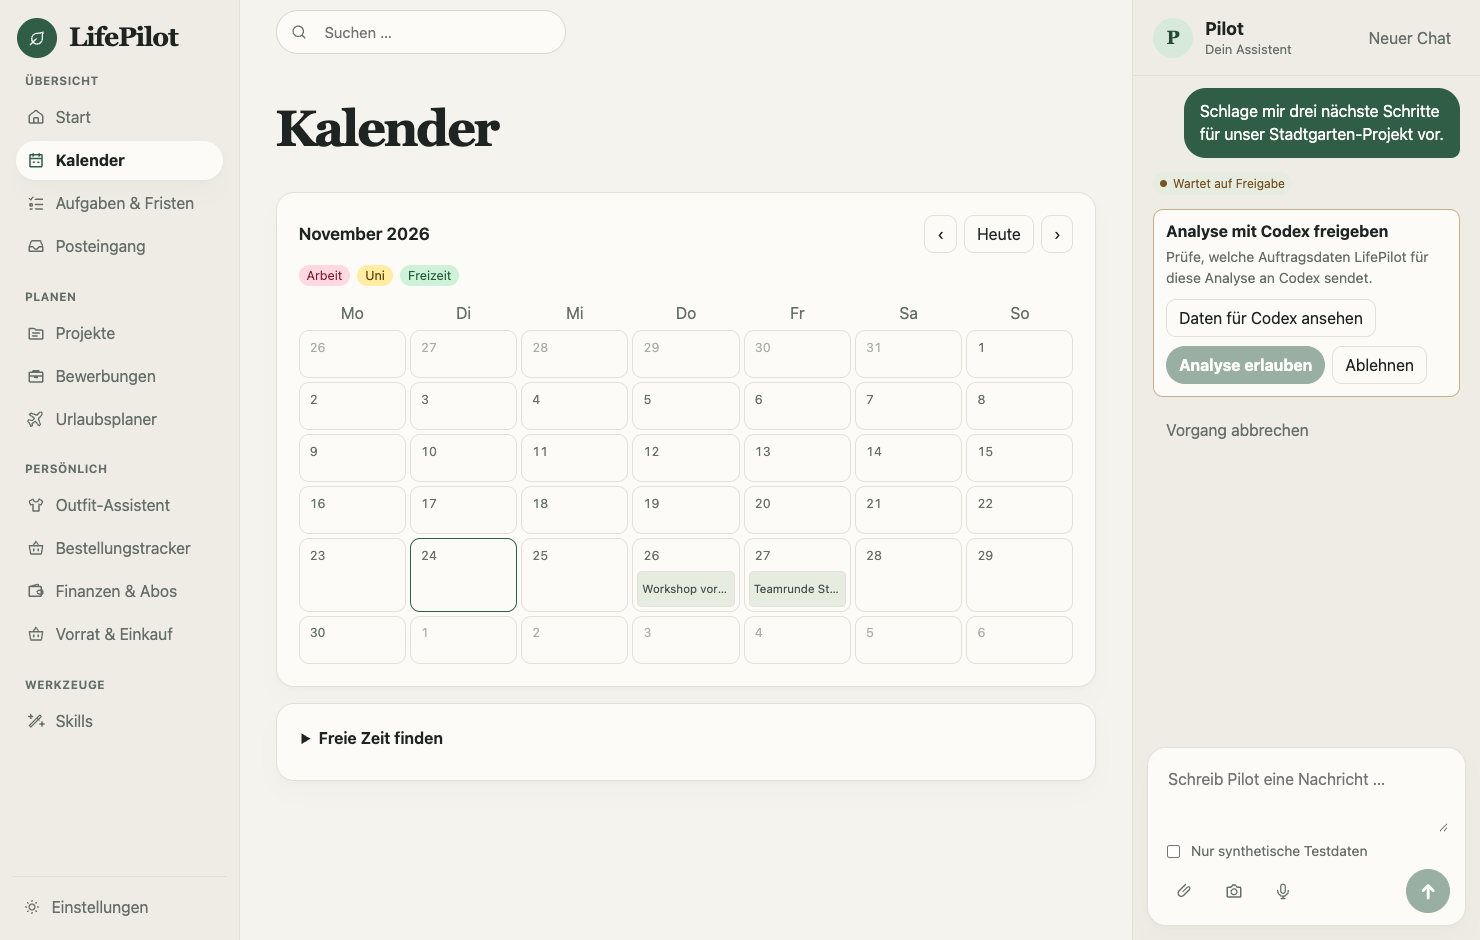 LifePilot
ÜBERSICHT
Start
Kalender
Aufgaben & Fristen
Posteingang
PLANEN
Projekte
Bewerbungen
Urlaubsplaner
PERSÖNLICH
Outfit-Assistent
Bestellungstracker
Finanzen & Abos
Vorrat & Einkauf
WERKZEUGE
Skills
Einstellungen
Suchen ...
Kalender
November 2026
‹ Heute ›
Arbeit Uni Freizeit
Mo Di Mi Do Fr Sa So
26 27 28 29 30 31 1
2 3 4 5 6 7 8
9 10 11 12 13 14 15
16 17 18 19 20 21 22
23 24 25 26 27 28 29
Workshop vor... Teamrunde St...
30 1 2 3 4 5 6
Freie Zeit finden
P
Pilot
Dein Assistent
Neuer Chat
Schlage mir drei nächste Schritte
für unser Stadtgarten-Projekt vor.
Wartet auf Freigabe
Analyse mit Codex freigeben
Prüfe, welche Auftragsdaten LifePilot für
diese Analyse an Codex sendet.
Daten für Codex ansehen
Analyse erlauben Ablehnen
Vorgang abbrechen
Schreib Pilot eine Nachricht ...
Nur synthetische Testdaten